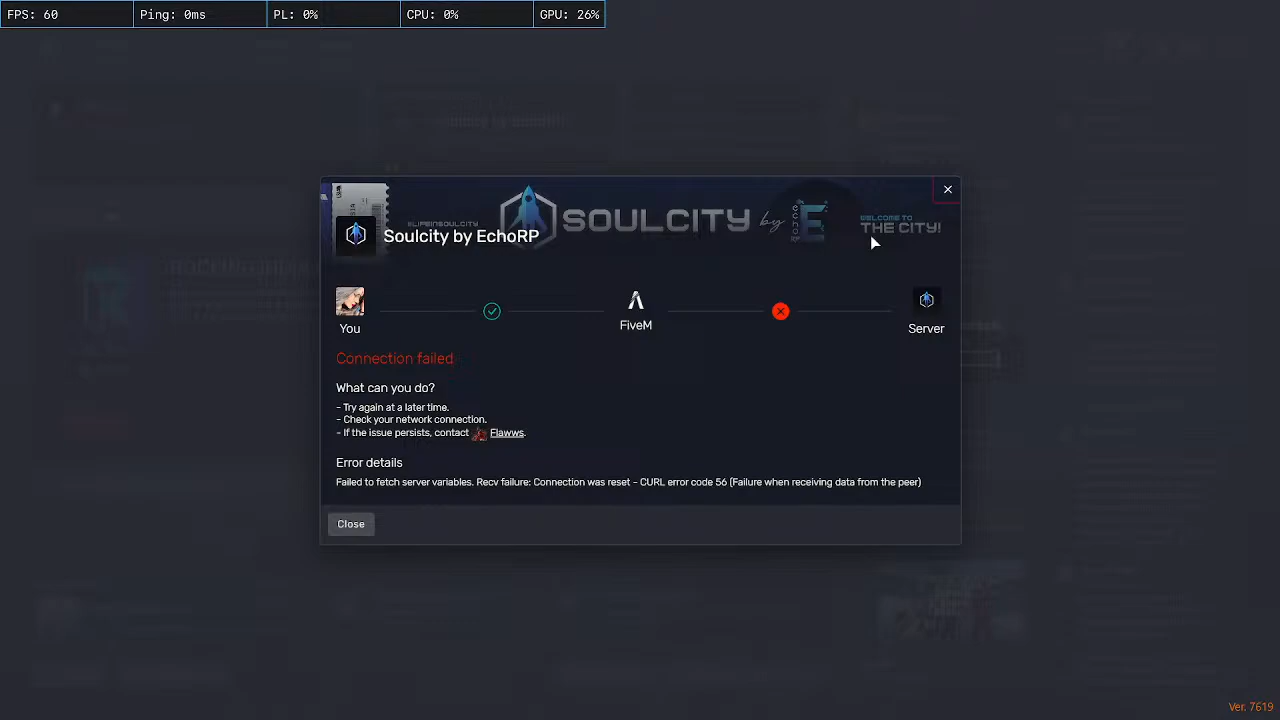 FPS: 60 Ping: 0ms PL: 0% CPU: 0% GPU: 26%
#LIFEINSOULCITY
SOULCITY by E
WELCOME TO
THE CITY!
Soulcity by EchoRP
You
FiveM
Server
Connection failed
What can you do?
- Try again at a later time.
- Check your network connection.
- If the issue persists, contact Flawws.
Error details
Failed to fetch server variables. Recv failure: Connection was reset - CURL error code 56 (Failure when receiving data from the peer)
Close
Ver. 7619